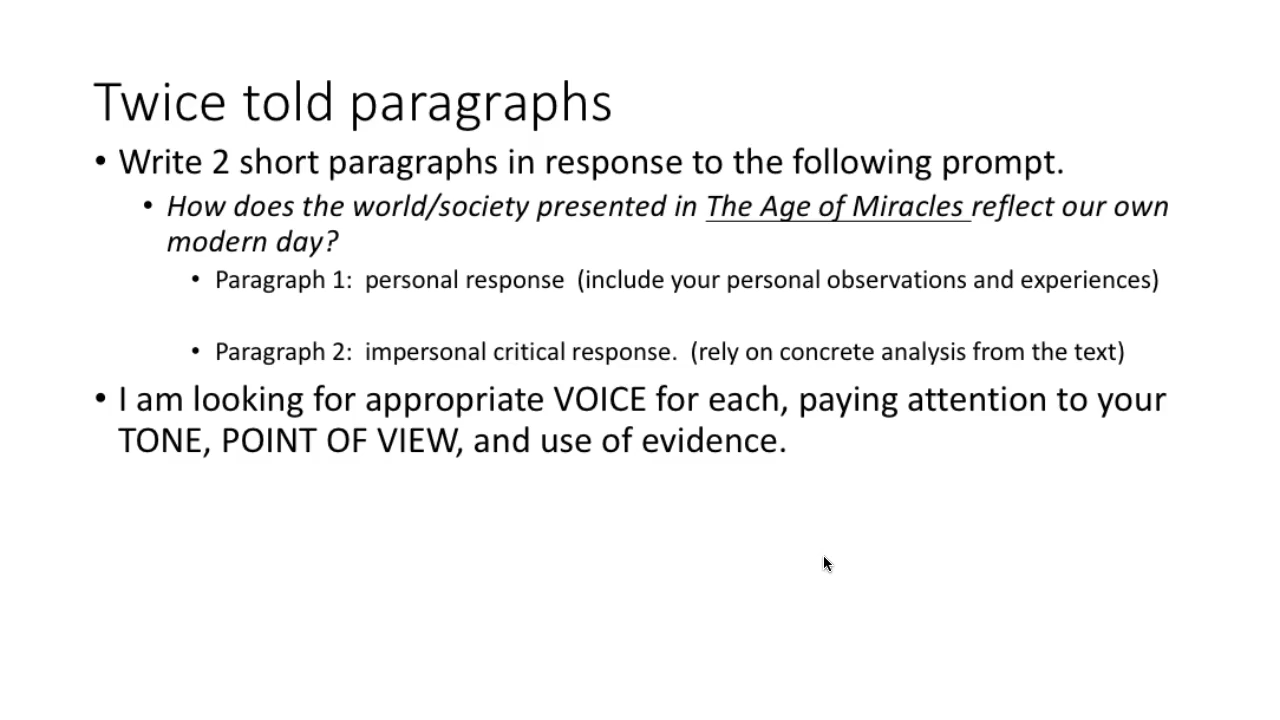 Twice told paragraphs
• Write 2 short paragraphs in response to the following prompt.
• How does the world/society presented in The Age of Miracles reflect our own
modern day?
• Paragraph 1:  personal response  (include your personal observations and experiences)
• Paragraph 2:  impersonal critical response.  (rely on concrete analysis from the text)
• I am looking for appropriate VOICE for each, paying attention to your
TONE, POINT OF VIEW, and use of evidence.